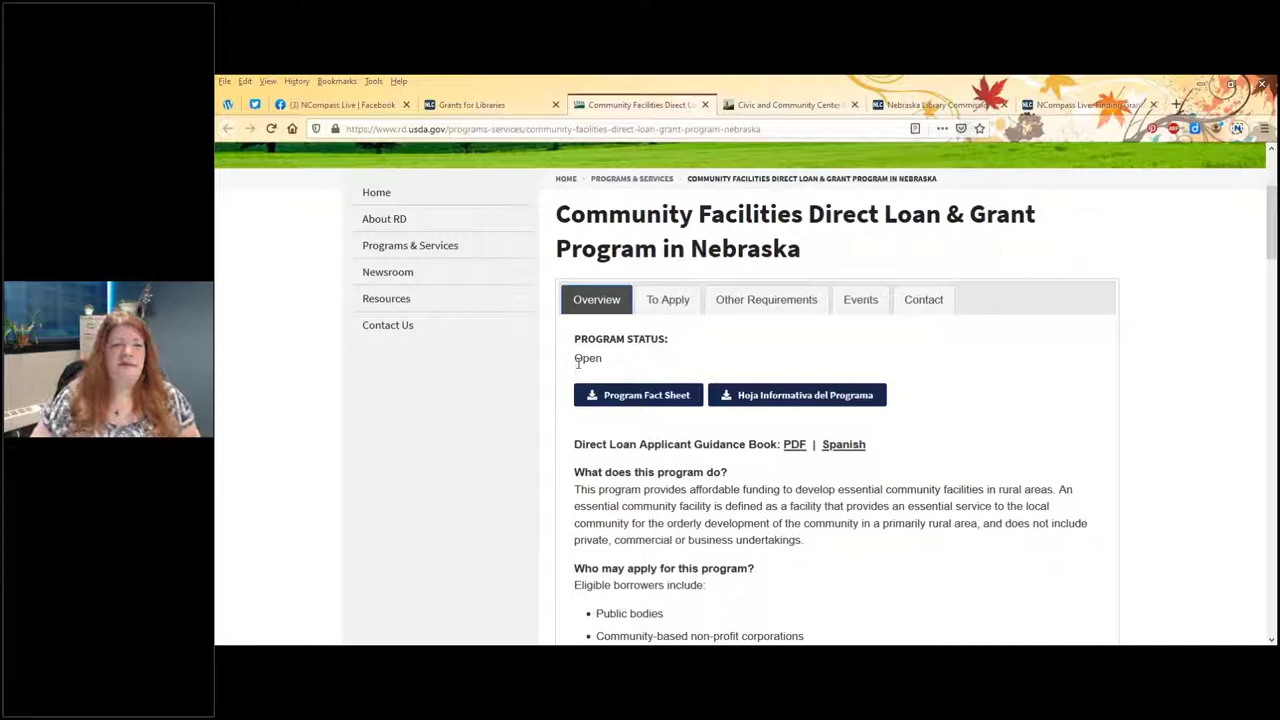 File Edit View History Bookmarks Tools Help
(3) NCompass Live | Facebook
Grants for Libraries
Community Facilities Direct Lo
Civic and Community Center
Nebraska Library Commissi
NCompass Live: Finding Gran
https://www.rd.usda.gov/programs-services/community-facilities-direct-loan-grant-program-nebraska
HOME PROGRAMS & SERVICES COMMUNITY FACILITIES DIRECT LOAN & GRANT PROGRAM IN NEBRASKA
Home
About RD
Programs & Services
Newsroom
Resources
Contact Us
Community Facilities Direct Loan & Grant
Program in Nebraska
Overview To Apply Other Requirements Events Contact
PROGRAM STATUS:
Open
Program Fact Sheet Hoja Informativa del Programa
Direct Loan Applicant Guidance Book: PDF | Spanish
What does this program do?
This program provides affordable funding to develop essential community facilities in rural areas. An
essential community facility is defined as a facility that provides an essential service to the local
community for the orderly development of the community in a primarily rural area, and does not include
private, commercial or business undertakings.
Who may apply for this program?
Eligible borrowers include:
• Public bodies
• Community-based non-profit corporations